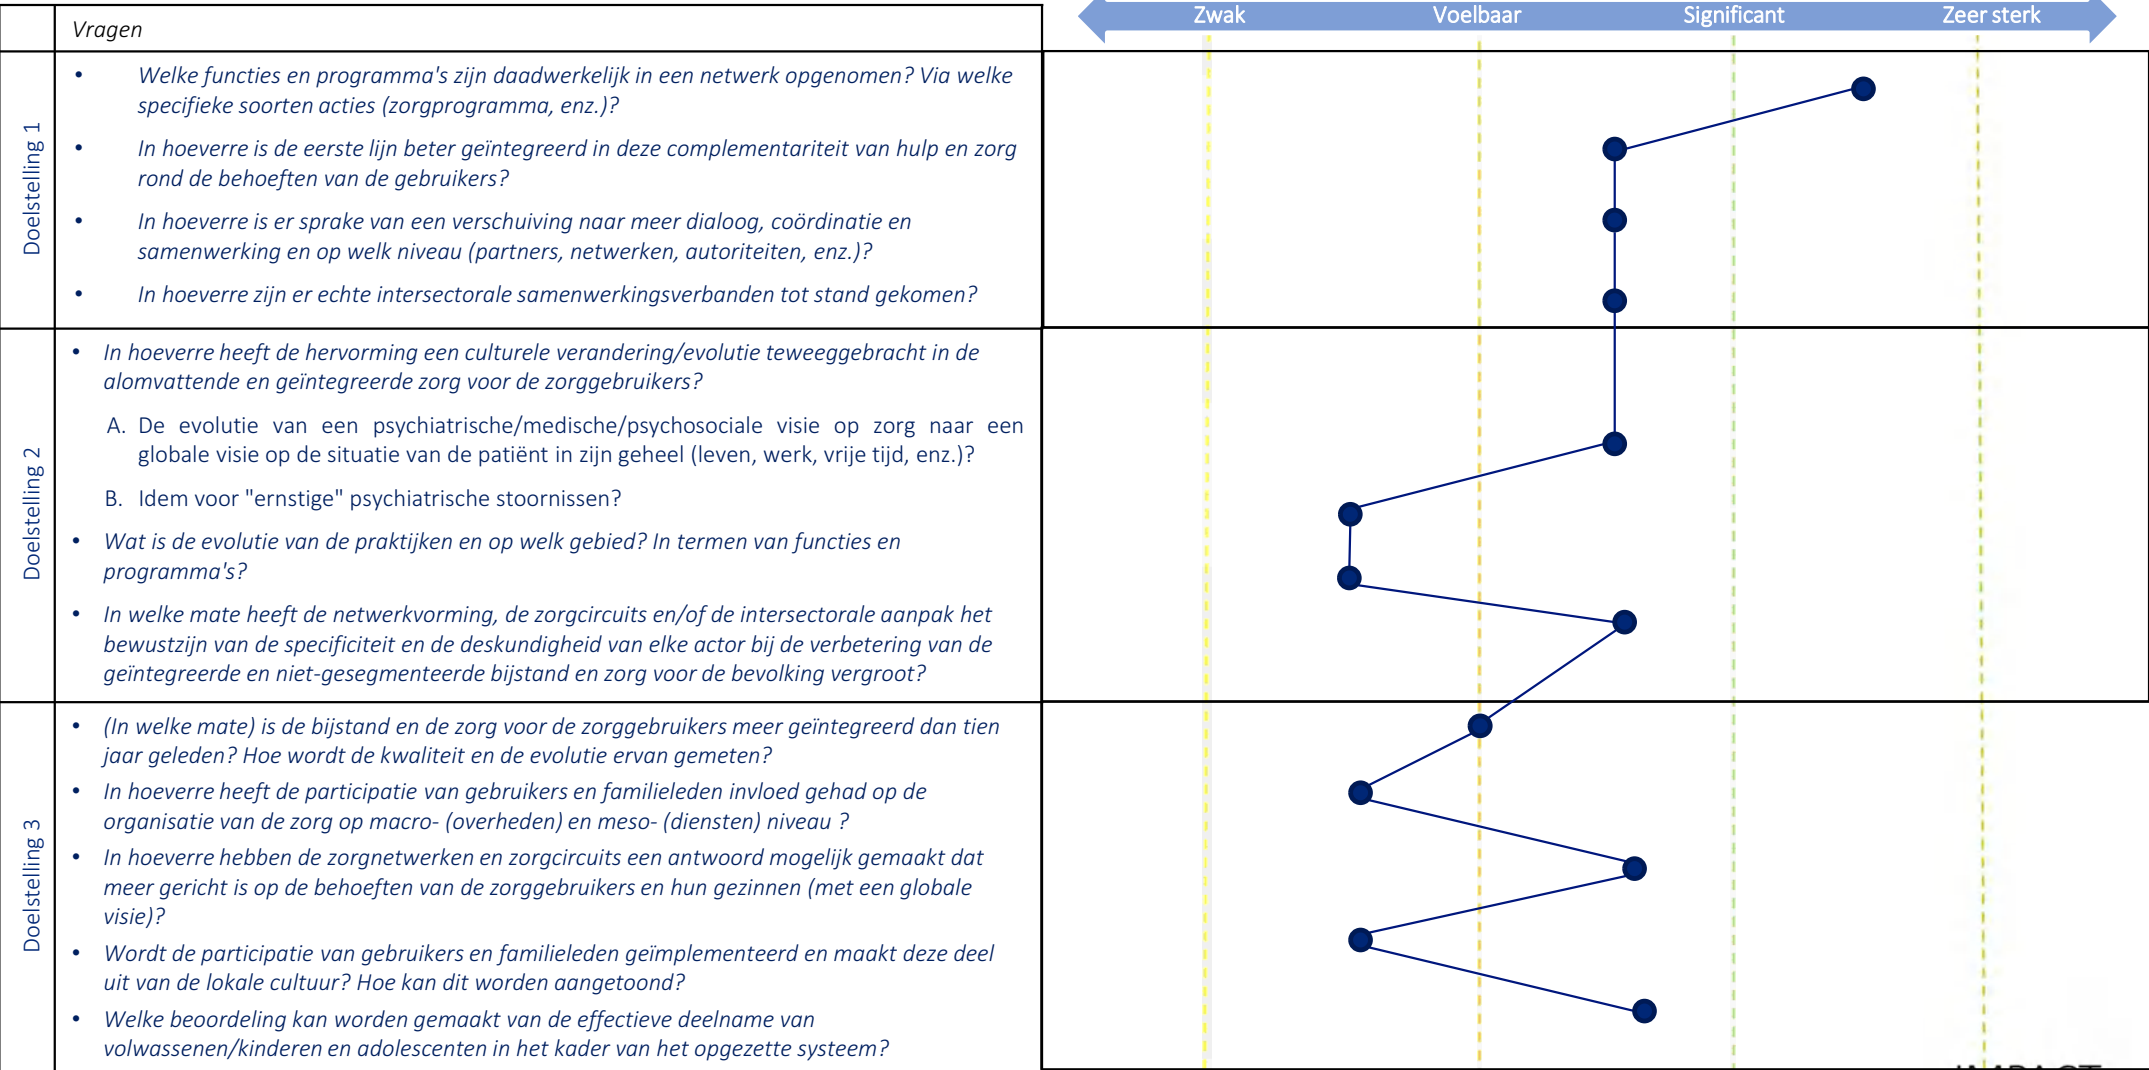 Vragen
Zwak
Voelbaar
Significant
Zeer sterk
Doelstelling 1
• Welke functies en programma's zijn daadwerkelijk in een netwerk opgenomen? Via welke
specifieke soorten acties (zorgprogramma, enz.)?
• In hoeverre is de eerste lijn beter geïntegreerd in deze complementariteit van hulp en zorg
rond de behoeften van de gebruikers?
• In hoeverre is er sprake van een verschuiving naar meer dialoog, coördinatie en
samenwerking en op welk niveau (partners, netwerken, autoriteiten, enz.)?
• In hoeverre zijn er echte intersectorale samenwerkingsverbanden tot stand gekomen?
Doelstelling 2
• In hoeverre heeft de hervorming een culturele verandering/evolutie teweeggebracht in de
alomvattende en geïntegreerde zorg voor de zorggebruikers?
A. De evolutie van een psychiatrische/medische/psychosociale visie op zorg naar een
globale visie op de situatie van de patiënt in zijn geheel (leven, werk, vrije tijd, enz.)?
B. Idem voor "ernstige" psychiatrische stoornissen?
• Wat is de evolutie van de praktijken en op welk gebied? In termen van functies en
programma's?
• In welke mate heeft de netwerkvorming, de zorgcircuits en/of de intersectorale aanpak het
bewustzijn van de specificiteit en de deskundigheid van elke actor bij de verbetering van de
geïntegreerde en niet-gesegmenteerde bijstand en zorg voor de bevolking vergroot?
Doelstelling 3
• (In welke mate) is de bijstand en de zorg voor de zorggebruikers meer geïntegreerd dan tien
jaar geleden? Hoe wordt de kwaliteit en de evolutie ervan gemeten?
• In hoeverre heeft de participatie van gebruikers en familieleden invloed gehad op de
organisatie van de zorg op macro- (overheden) en meso- (diensten) niveau ?
• In hoeverre hebben de zorgnetwerken en zorgcircuits een antwoord mogelijk gemaakt dat
meer gericht is op de behoeften van de zorggebruikers en hun gezinnen (met een globale
visie)?
• Wordt de participatie van gebruikers en familieleden geïmplementeerd en maakt deze deel
uit van de lokale cultuur? Hoe kan dit worden aangetoond?
• Welke beoordeling kan worden gemaakt van de effectieve deelname van
volwassenen/kinderen en adolescenten in het kader van het opgezette systeem?